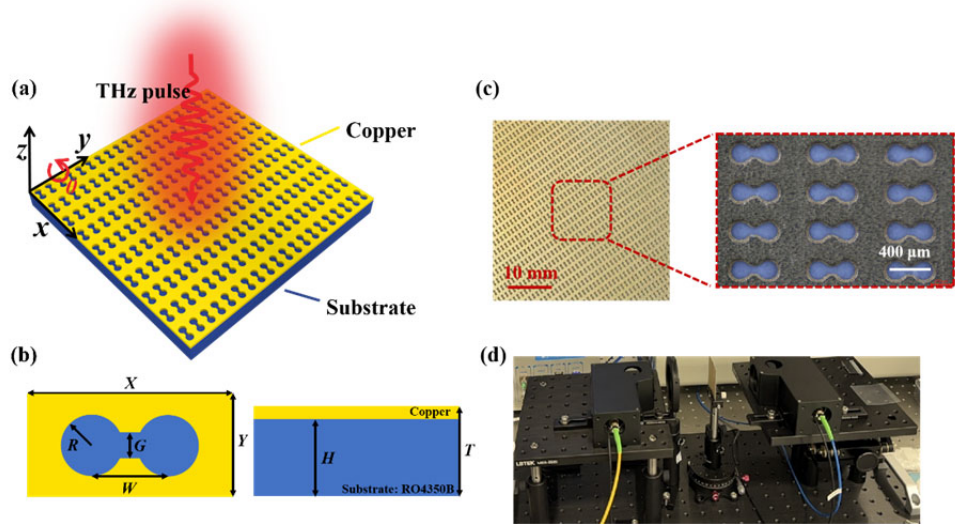 (a)
THz pulse
Copper
z
y
θ
x
Substrate
(b)
X
R
G
W
Y
Copper
H
T
Substrate: RO4350B
(c)
10 mm
400 μm
(d)